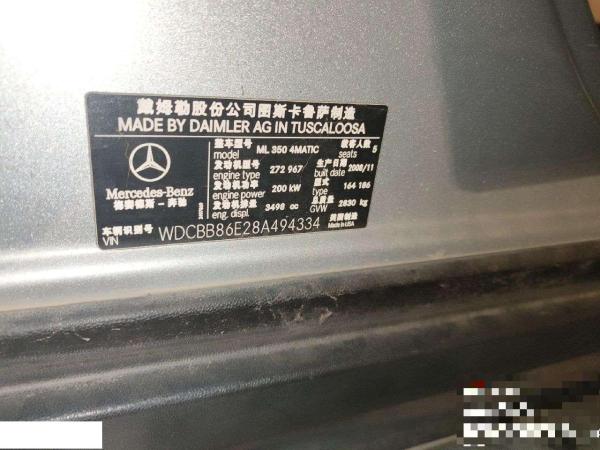 戴姆勒股份公司图斯卡鲁萨制造
MADE BY DAIMLER AG IN TUSCALOOSA
整车型号
model
ML 350 4MATIC
发动机型号
engine type
272 967
发动机功率
engine power
200 kW
发动机排量
eng. displ.
3498 cc
乘客人数
seats
5
生产日期
built date
2008/11
型式
type
164 186
总质量
GVW
2830 kg
Mercedes-Benz
梅赛德斯-奔驰
美国制造
Made in USA
车辆识别号
VIN
WDCBB86E28A494334